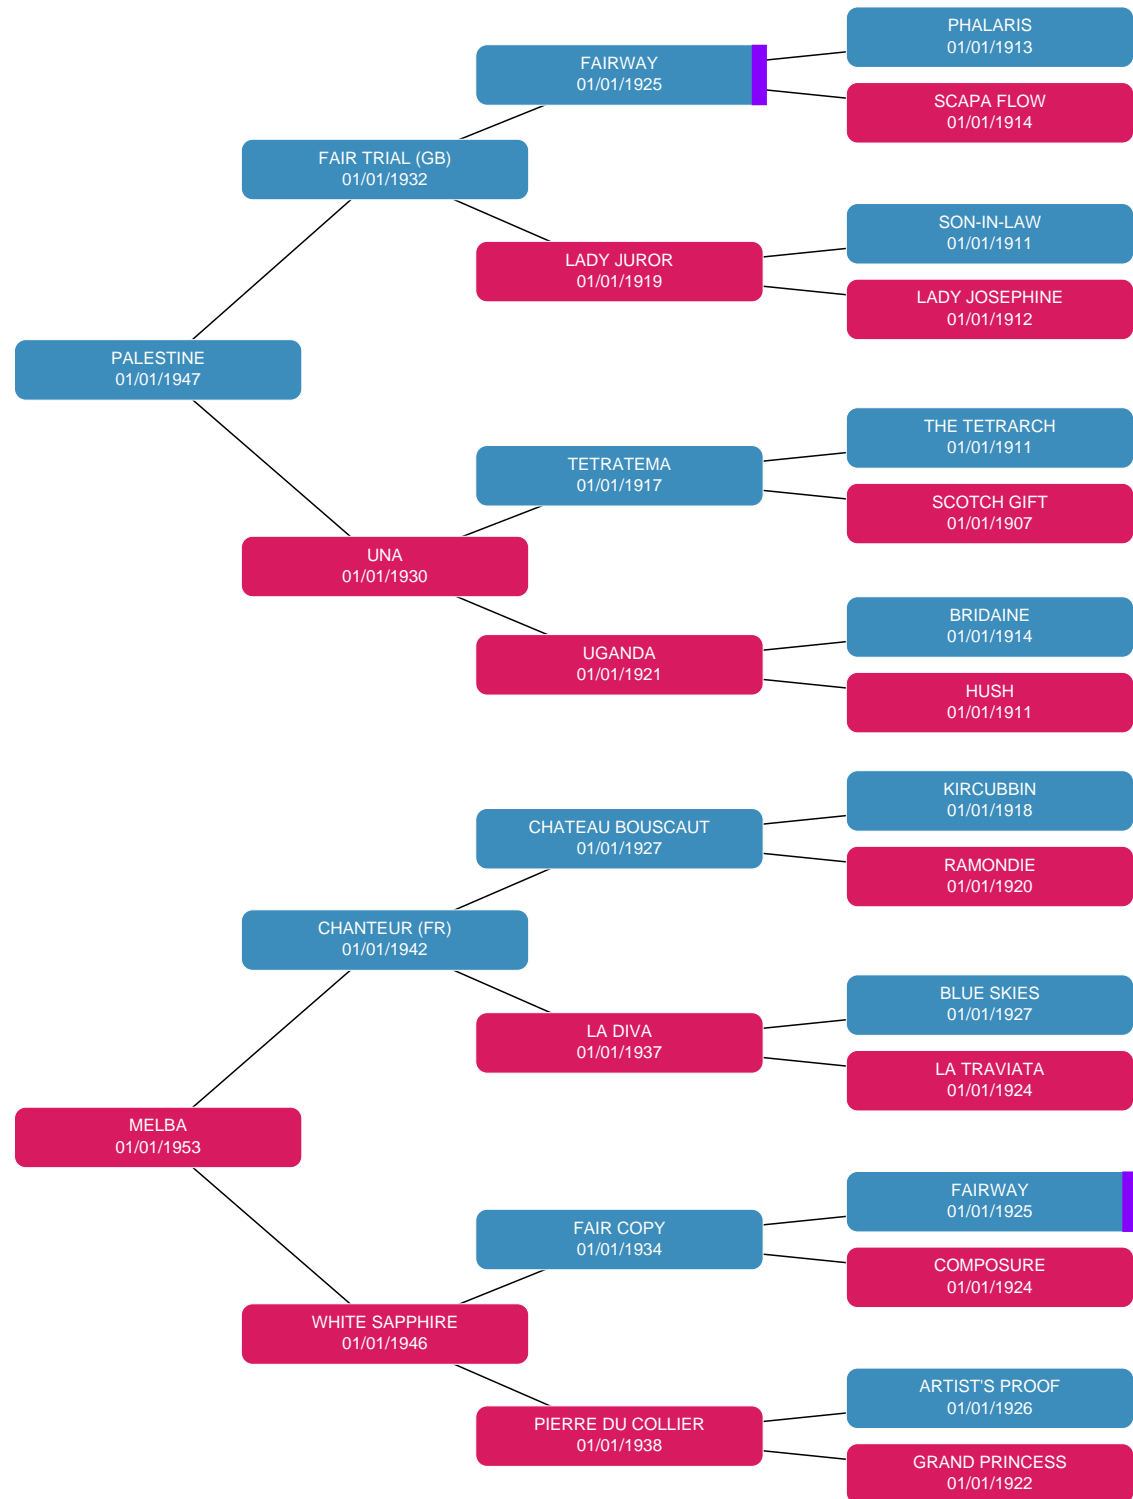 PHALARIS
01/01/1913
FAIRWAY
01/01/1925
SCAPA FLOW
01/01/1914
FAIR TRIAL (GB)
01/01/1932
SON-IN-LAW
01/01/1911
LADY JUROR
01/01/1919
LADY JOSEPHINE
01/01/1912
PALESTINE
01/01/1947
THE TETRARCH
01/01/1911
TETRATEMA
01/01/1917
SCOTCH GIFT
01/01/1907
UNA
01/01/1930
BRIDAINE
01/01/1914
UGANDA
01/01/1921
HUSH
01/01/1911
KIRCUBBIN
01/01/1918
CHATEAU BOUSCAUT
01/01/1927
RAMONDIE
01/01/1920
CHANTEUR (FR)
01/01/1942
BLUE SKIES
01/01/1927
LA DIVA
01/01/1937
LA TRAVIATA
01/01/1924
MELBA
01/01/1953
FAIRWAY
01/01/1925
FAIR COPY
01/01/1934
COMPOSURE
01/01/1924
WHITE SAPPHIRE
01/01/1946
ARTIST'S PROOF
01/01/1926
PIERRE DU COLLIER
01/01/1938
GRAND PRINCESS
01/01/1922